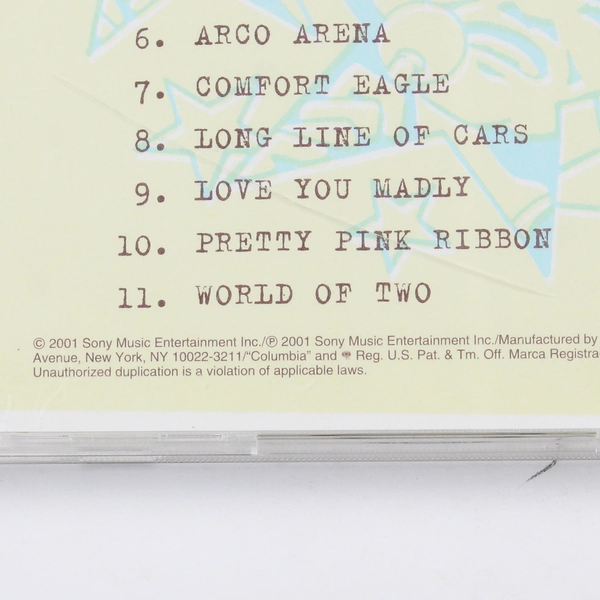 6. ARCO ARENA
7. COMFORT EAGLE
8. LONG LINE OF CARS
9. LOVE YOU MADLY
10. PRETTY PINK RIBBON
11. WORLD OF TWO
© 2001 Sony Music Entertainment Inc./℗ 2001 Sony Music Entertainment Inc./Manufactured by
Avenue, New York, NY 10022-3211/"Columbia" and Reg. U.S. Pat. & Tm. Off. Marca Registra
Unauthorized duplication is a violation of applicable laws.